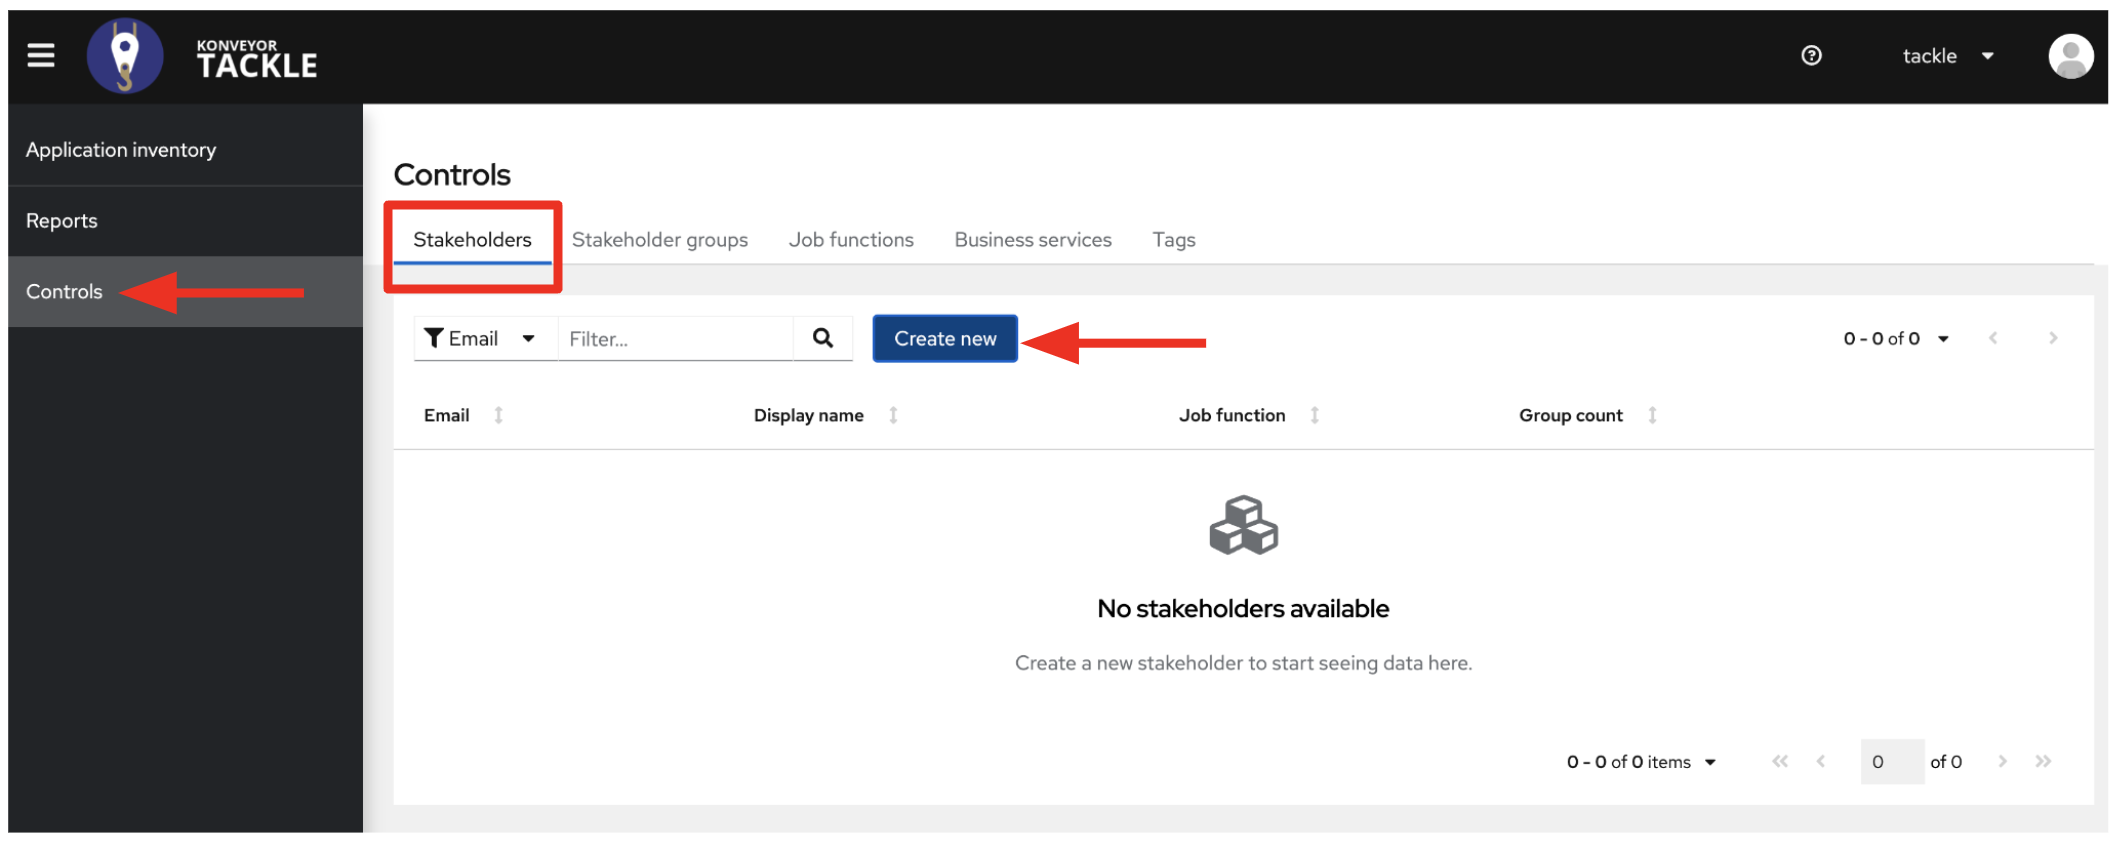 KONVEYOR
TACKLE
tackle
Application inventory
Reports
Controls
Controls
Stakeholders Stakeholder groups Job functions Business services Tags
Email Filter... Create new 0 - 0 of 0
Email Display name Job function Group count
No stakeholders available
Create a new stakeholder to start seeing data here.
0 - 0 of 0 items 0 of 0